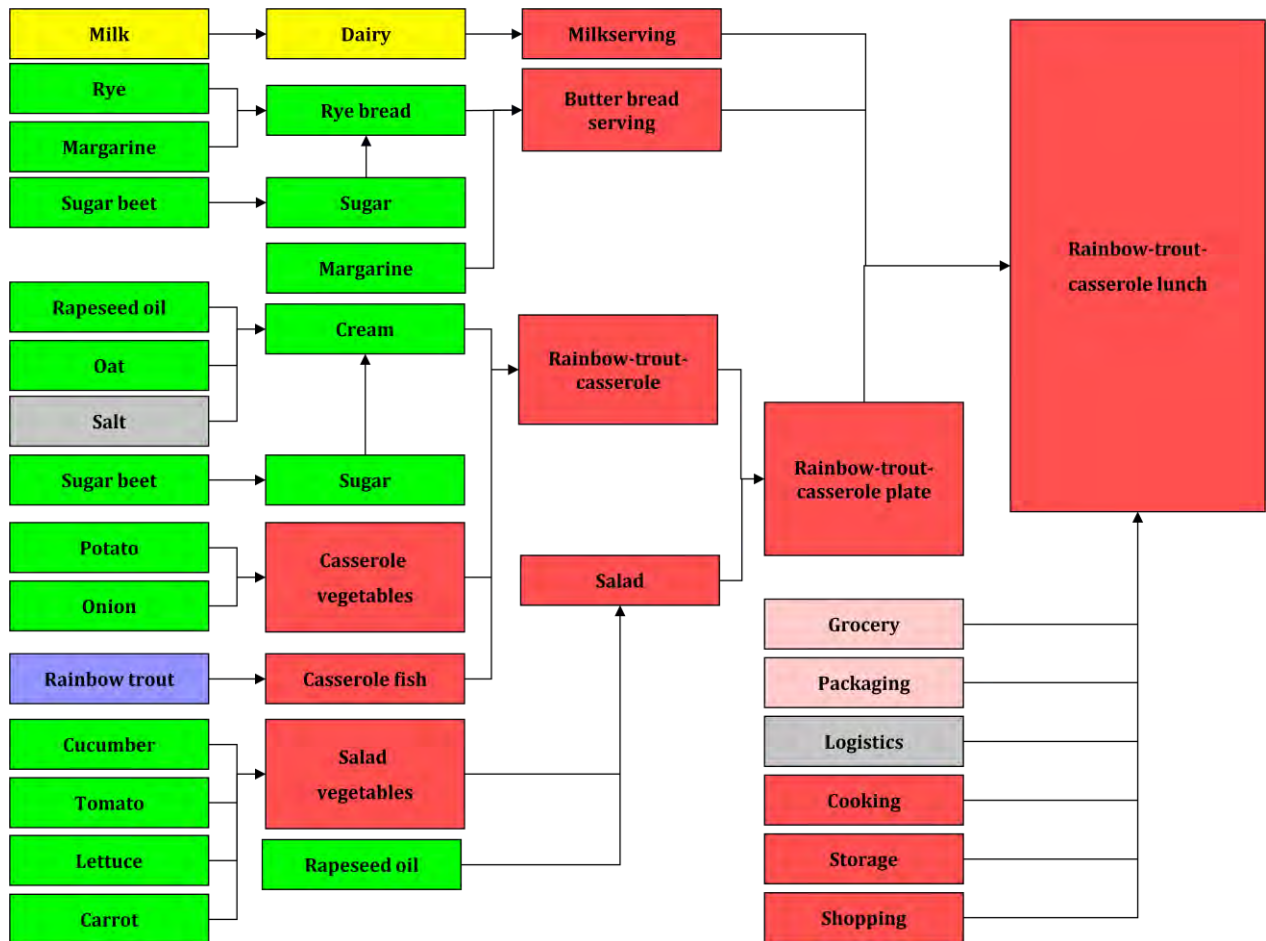 Milk
Dairy
Milkserving
Rye
Margarine
Rye bread
Butter bread
serving
Sugar beet
Sugar
Margarine
Rainbow-trout-
casserole lunch
Rapeseed oil
Oat
Salt
Cream
Rainbow-trout-
casserole
Sugar beet
Sugar
Rainbow-trout-
casserole plate
Potato
Onion
Casserole
vegetables
Salad
Rainbow trout
Casserole fish
Cucumber
Tomato
Lettuce
Carrot
Salad
vegetables
Rapeseed oil
Grocery
Packaging
Logistics
Cooking
Storage
Shopping